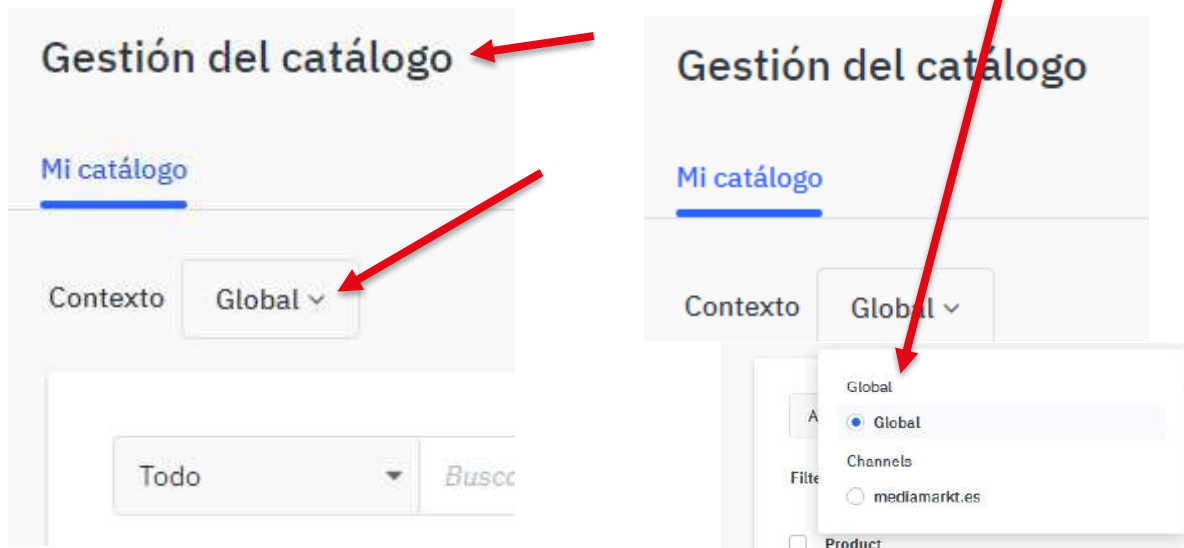 Gestión del catálogo
Mi catálogo
Contexto
Global
Todo
Gestión del catálogo
Mi catálogo
Contexto
Global
Global
Global
Channels
mediamarkt.es
Product